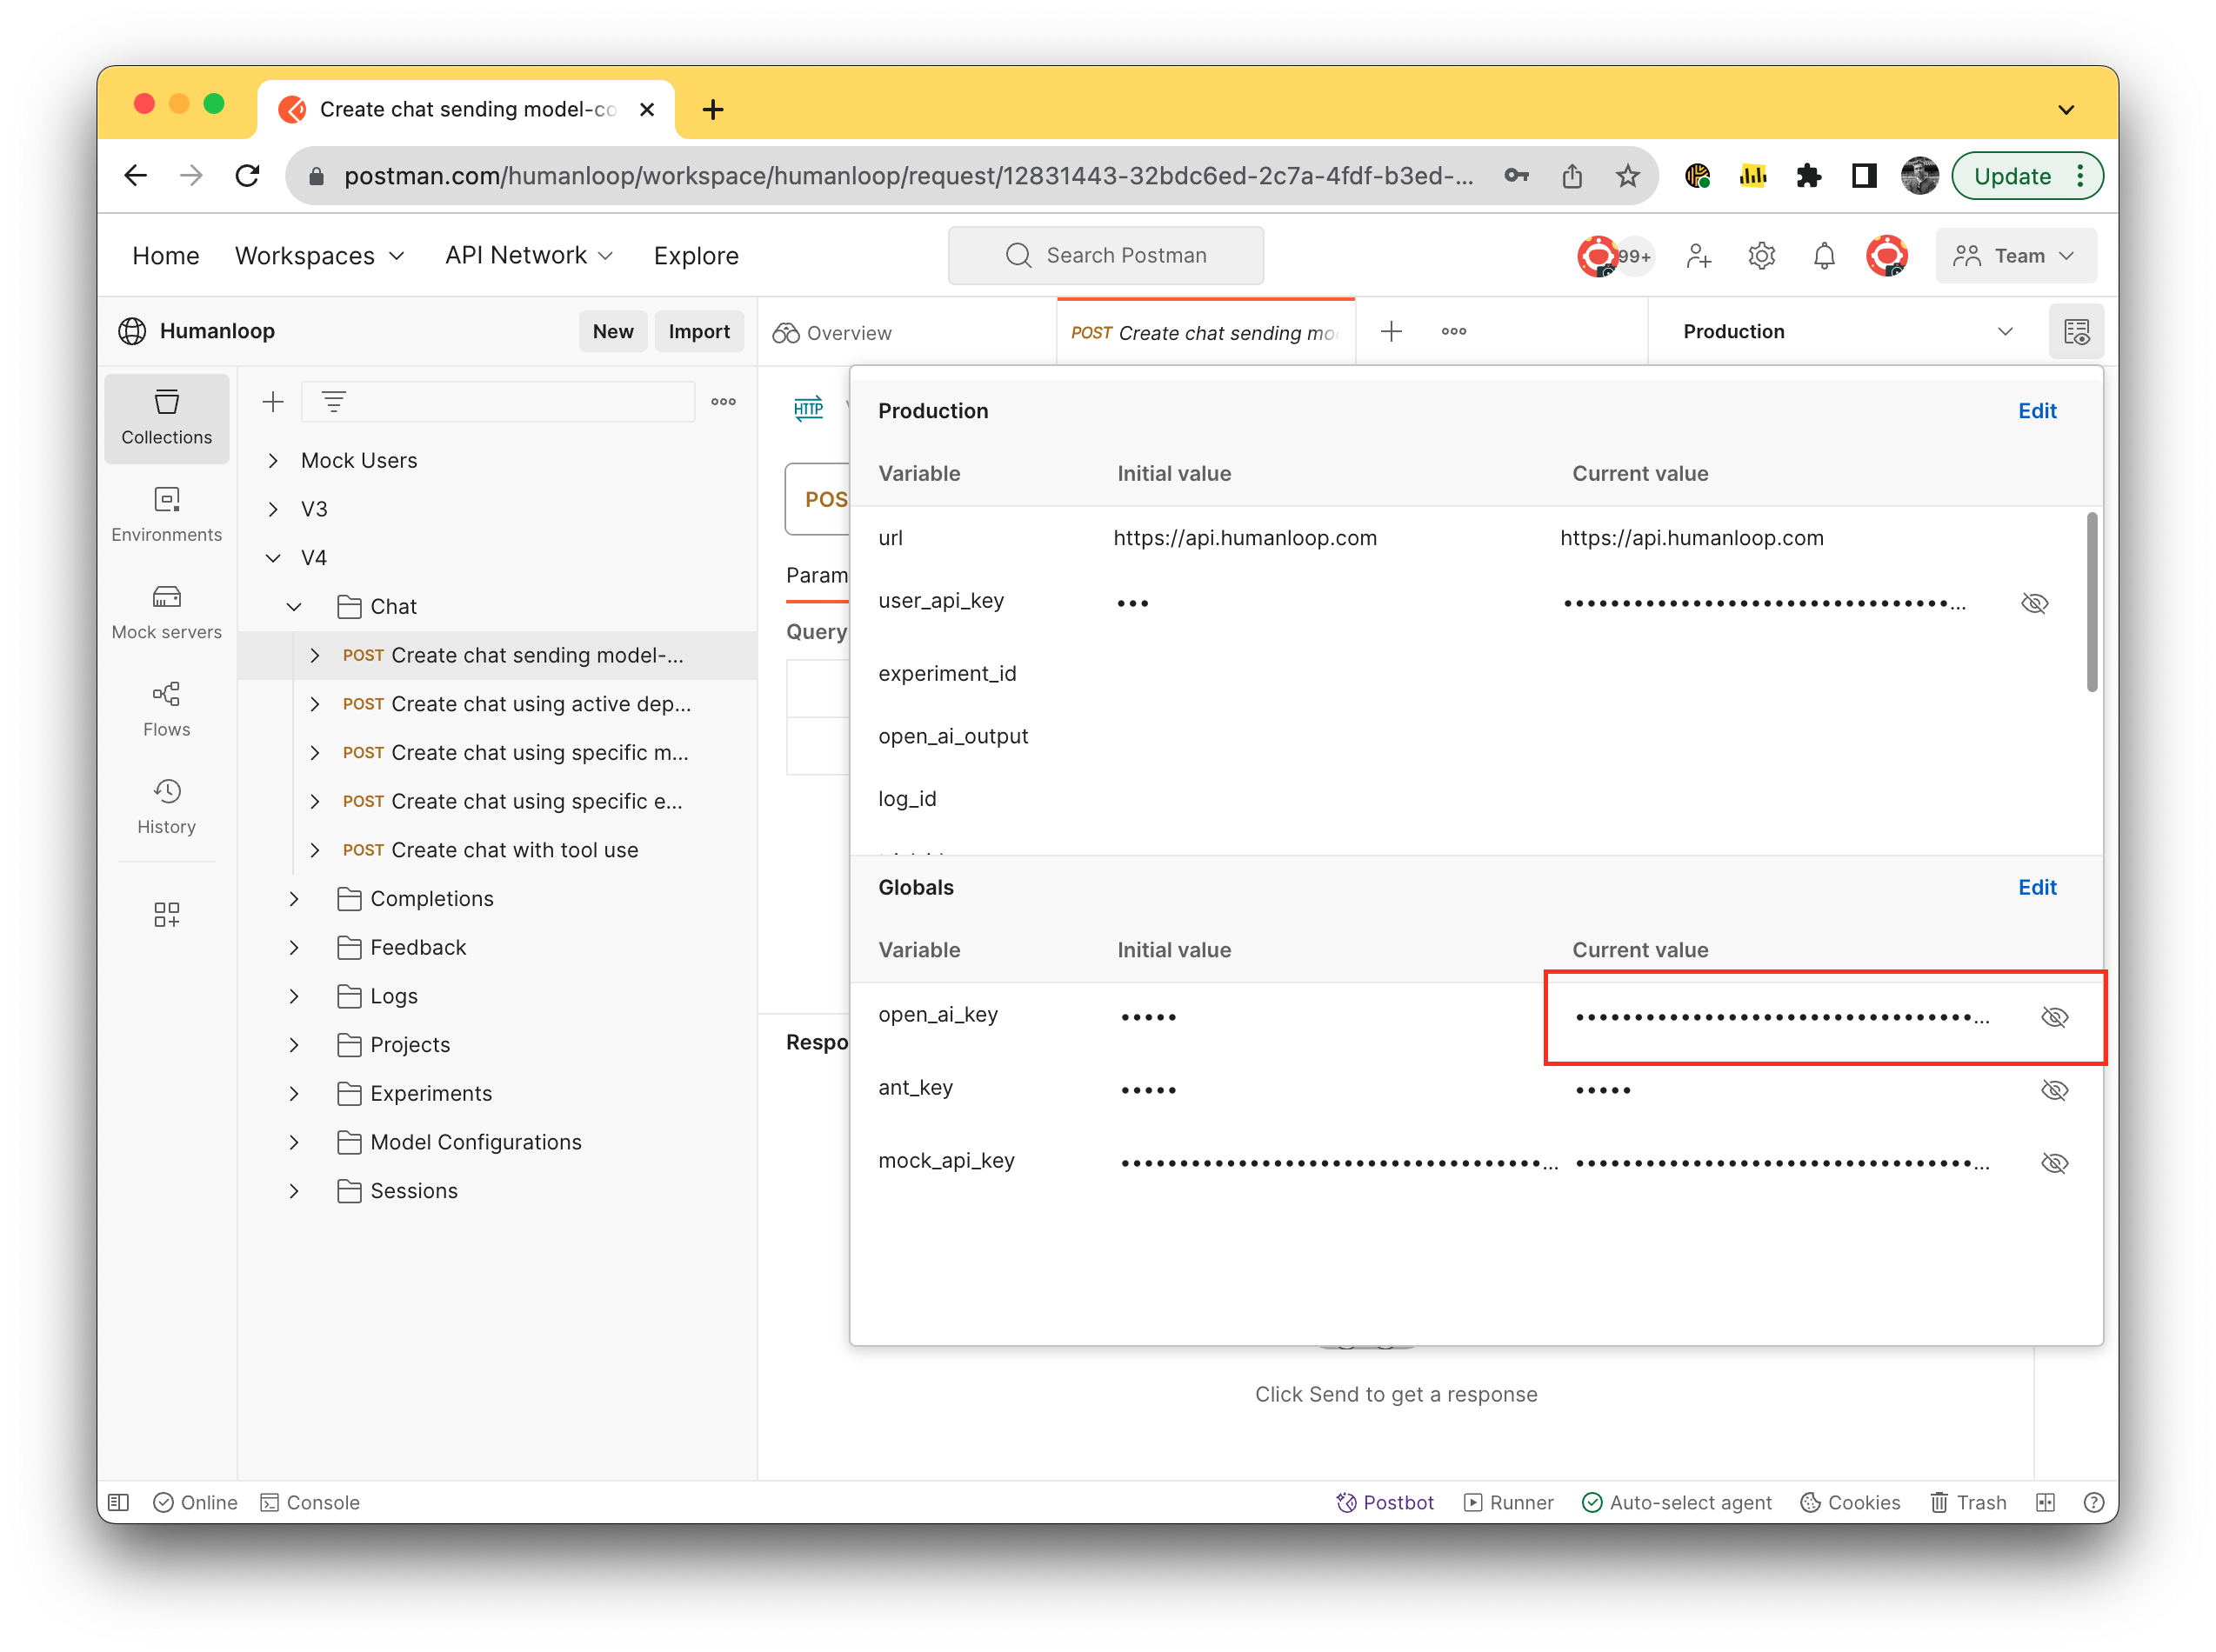 Create chat sending model-co
postman.com/humanloop/workspace/humanloop/request/12831443-32bdc6ed-2c7a-4fdf-b3ed-...
Update
Home
Workspaces
API Network
Explore
Search Postman
99+
Team
Humanloop
New
Import
Overview
POST Create chat sending mo
Production
Collections
Environments
Mock servers
Flows
History
Mock Users
V3
V4
Chat
POST Create chat sending model-...
POST Create chat using active dep...
POST Create chat using specific m...
POST Create chat using specific e...
POST Create chat with tool use
Completions
Feedback
Logs
Projects
Experiments
Model Configurations
Sessions
HTTP
POS
Param
Query
Respo
Production
Edit
Variable Initial value Current value
url https://api.humanloop.com https://api.humanloop.com
user_api_key ••• •••••••••••••••••••••••••••••••••...
experiment_id
open_ai_output
log_id
Globals
Edit
Variable Initial value Current value
open_ai_key ••••• ••••••••••••••••••••••••••••••••••...
ant_key ••••• •••••
mock_api_key ••••••••••••••••••••••••••••••••••••... ••••••••••••••••••••••••••••••••••...
Click Send to get a response
Online
Console
Postbot
Runner
Auto-select agent
Cookies
Trash